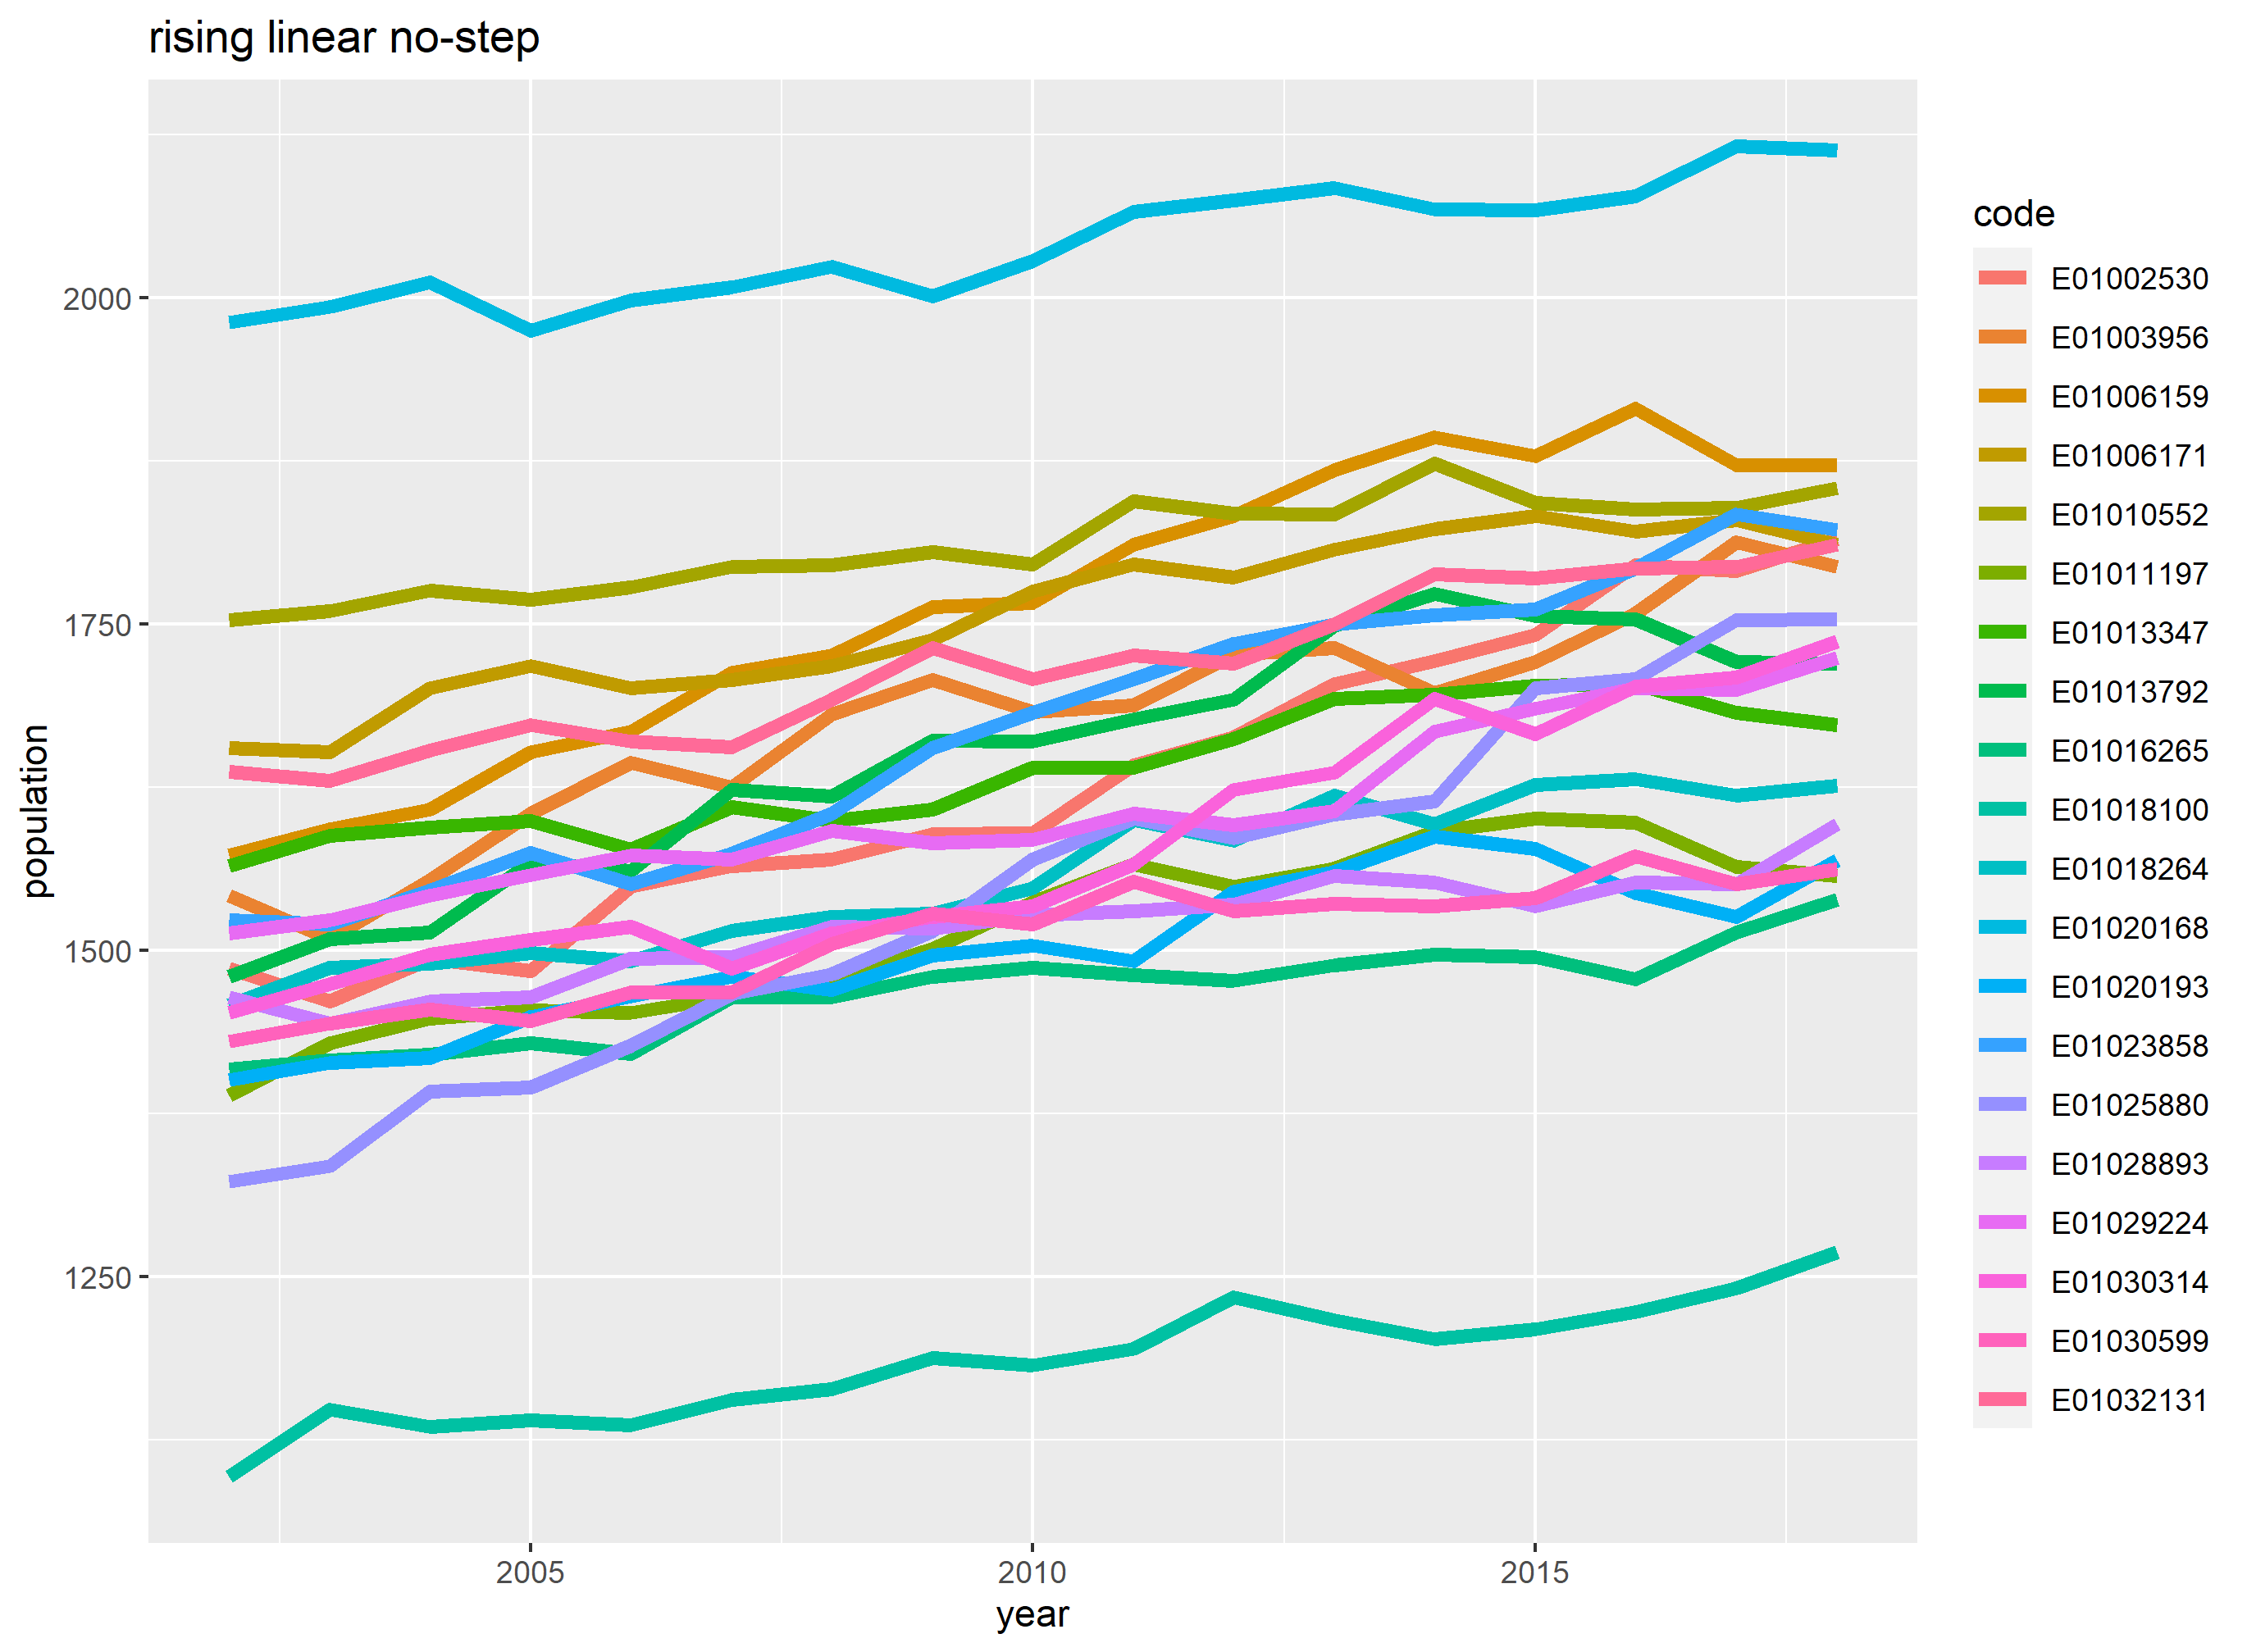 rising linear no-step
population
2000
1750
1500
1250
2005
2010
2015
year
code
E01002530
E01003956
E01006159
E01006171
E01010552
E01011197
E01013347
E01013792
E01016265
E01018100
E01018264
E01020168
E01020193
E01023858
E01025880
E01028893
E01029224
E01030314
E01030599
E01032131